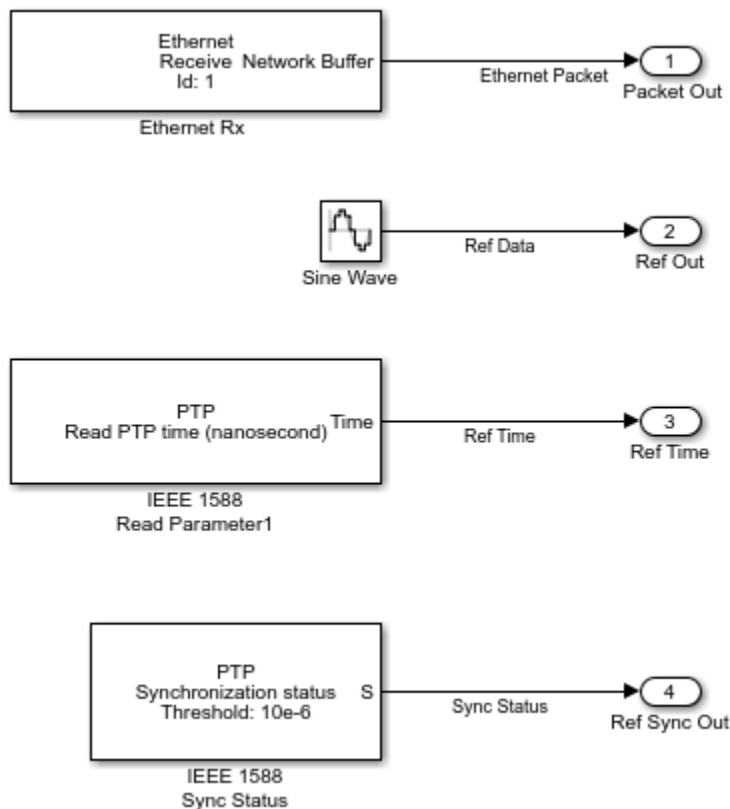 Ethernet
Receive Network Buffer
Id: 1
Ethernet Rx
Ethernet Packet
1
Packet Out
Sine Wave
Ref Data
2
Ref Out
PTP
Read PTP time (nanosecond) Time
IEEE 1588
Read Parameter1
Ref Time
3
Ref Time
PTP
Synchronization status S
Threshold: 10e-6
IEEE 1588
Sync Status
Sync Status
4
Ref Sync Out